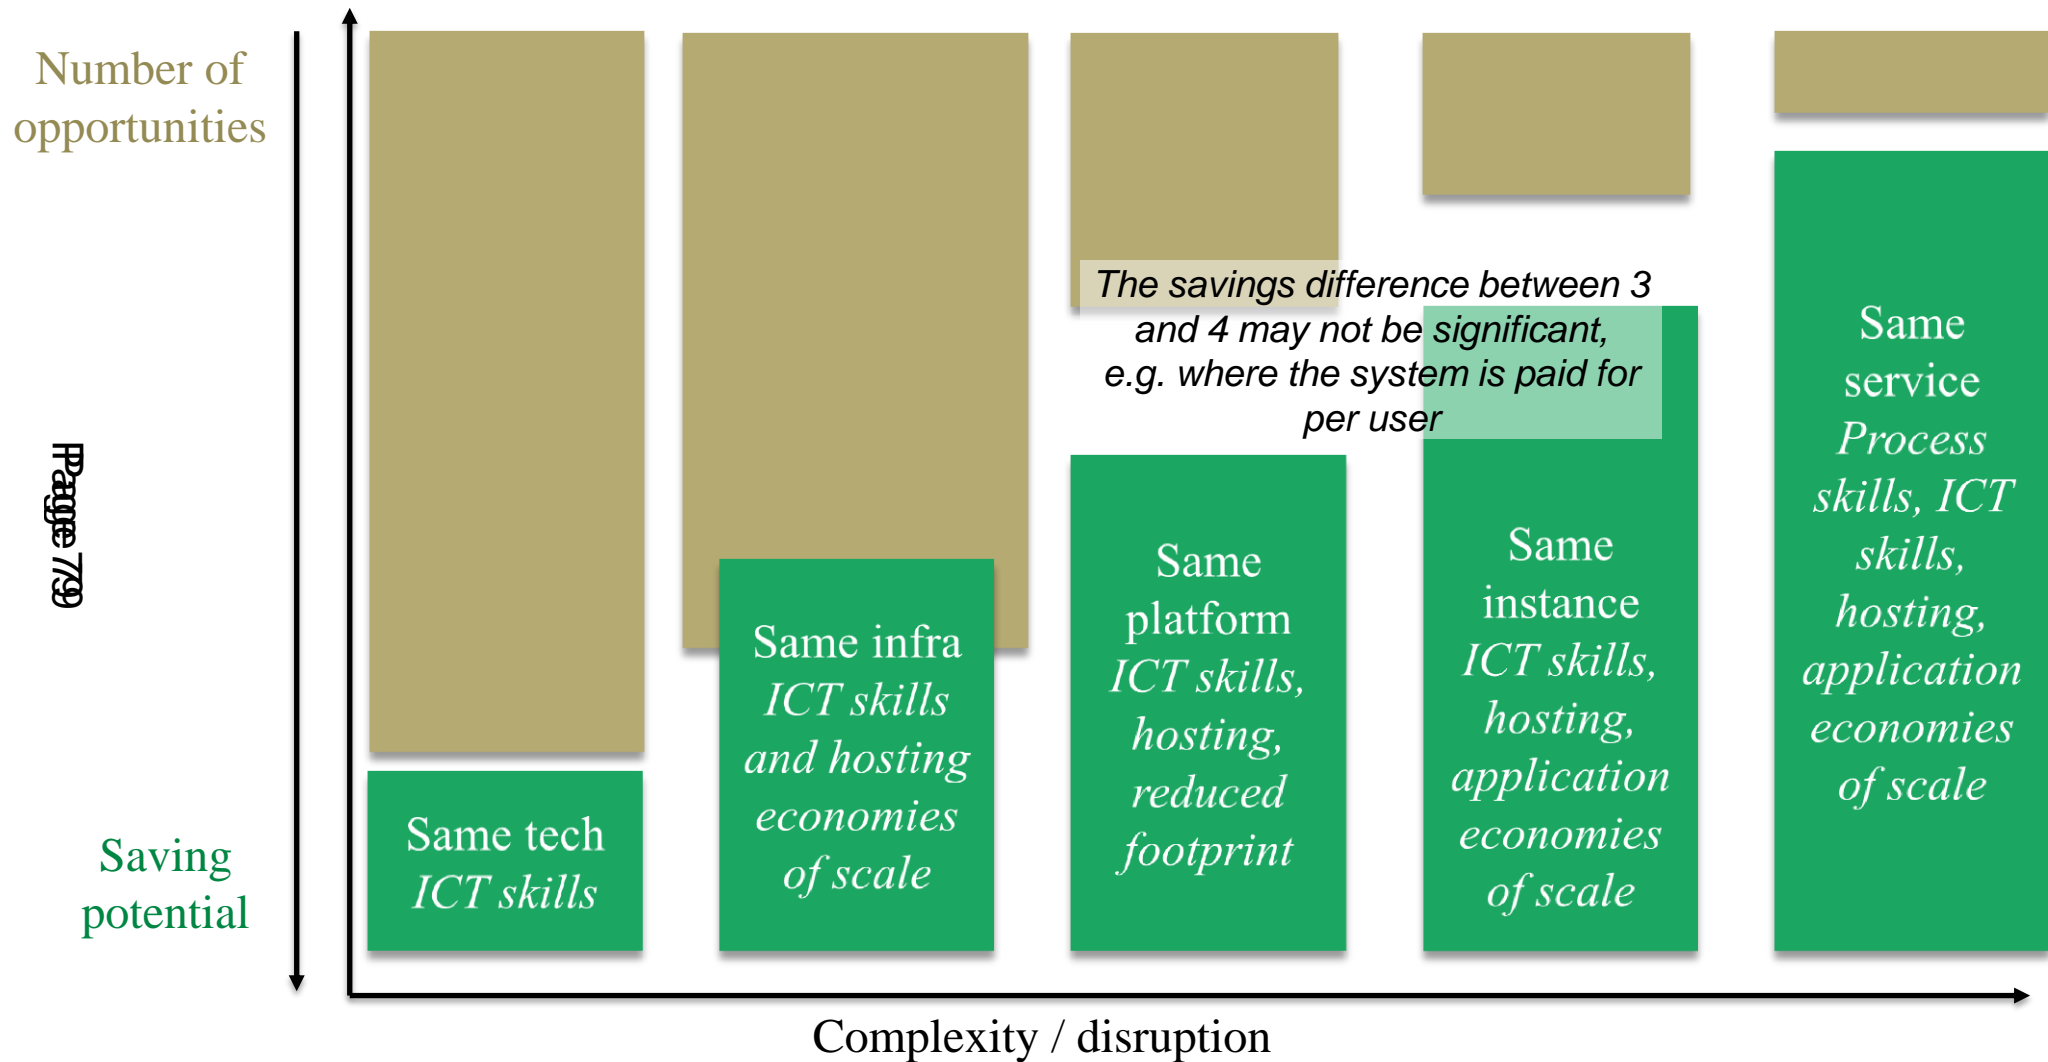 Number of
opportunities
The savings difference between 3
and 4 may not be significant,
e.g. where the system is paid for
per user
Same tech
ICT skills
Same infra
ICT skills
and hosting
economies
of scale
Same
platform
ICT skills,
hosting,
reduced
footprint
Same
instance
ICT skills,
hosting,
application
economies
of scale
Same
service
Process
skills, ICT
skills,
hosting,
application
economies
of scale
Page
Saving
potential
Complexity / disruption